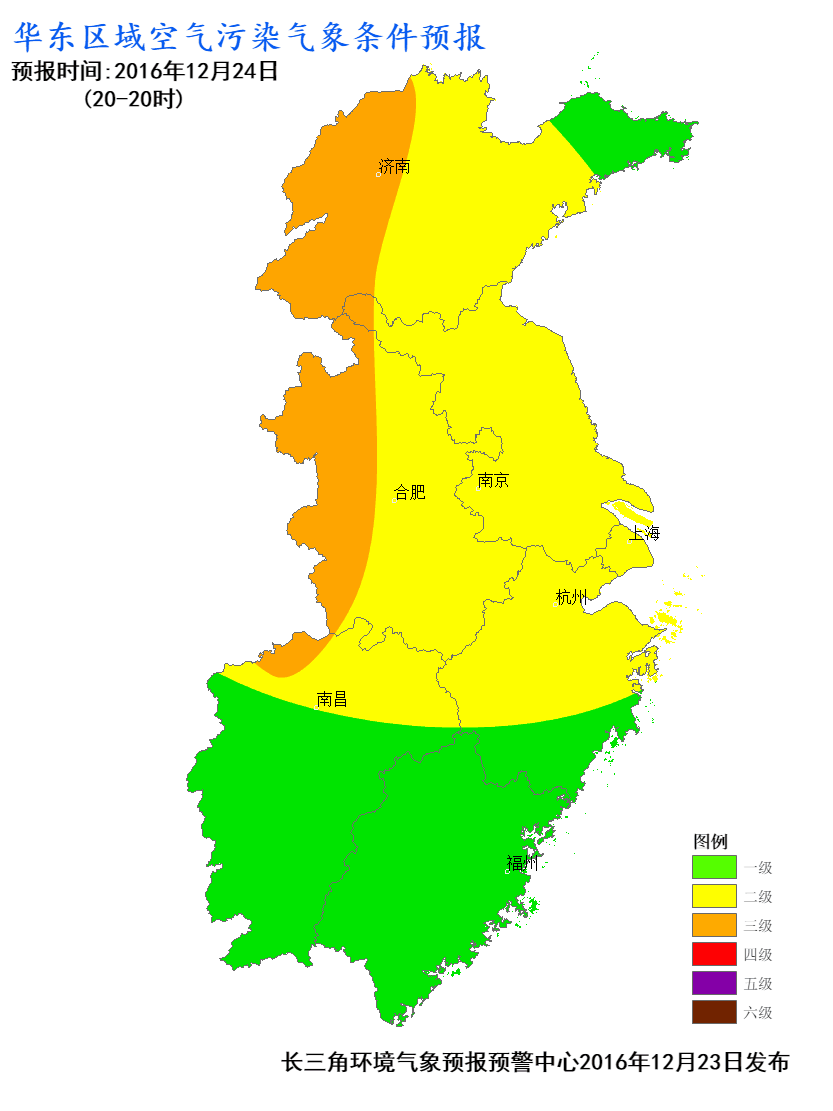 华东区域空气污染气象条件预报
预报时间:2016年12月24日
(20-20时)
济南
合肥
南京
上海
杭州
南昌
福州
图例
一级
二级
三级
四级
五级
六级
长三角环境气象预报预警中心2016年12月23日发布